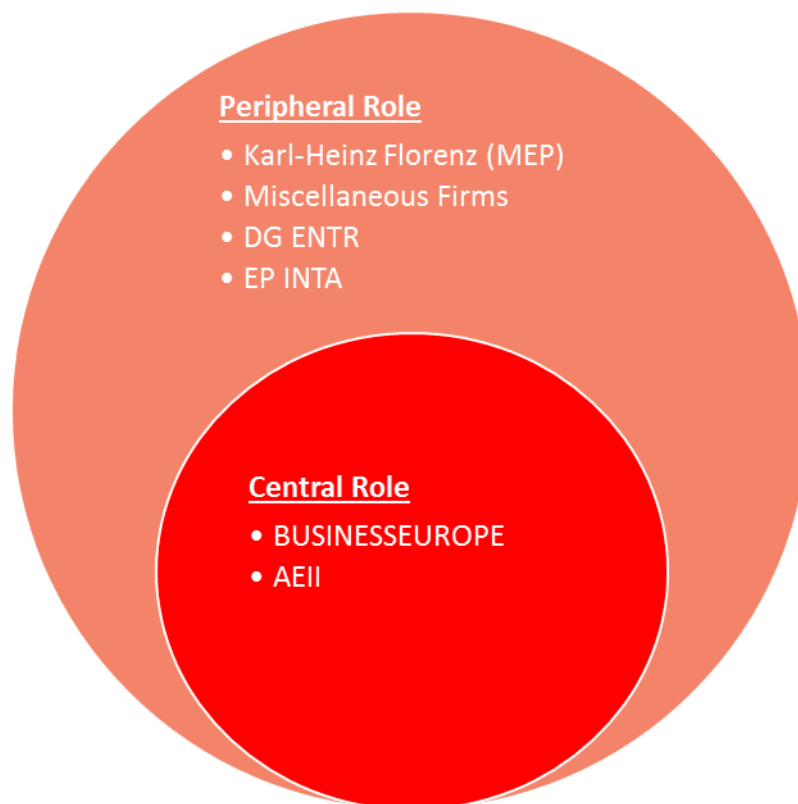 Peripheral Role
• Karl-Heinz Florenz (MEP)
• Miscellaneous Firms
• DG ENTR
• EP INTA
Central Role
• BUSINESSEUROPE
• AEII